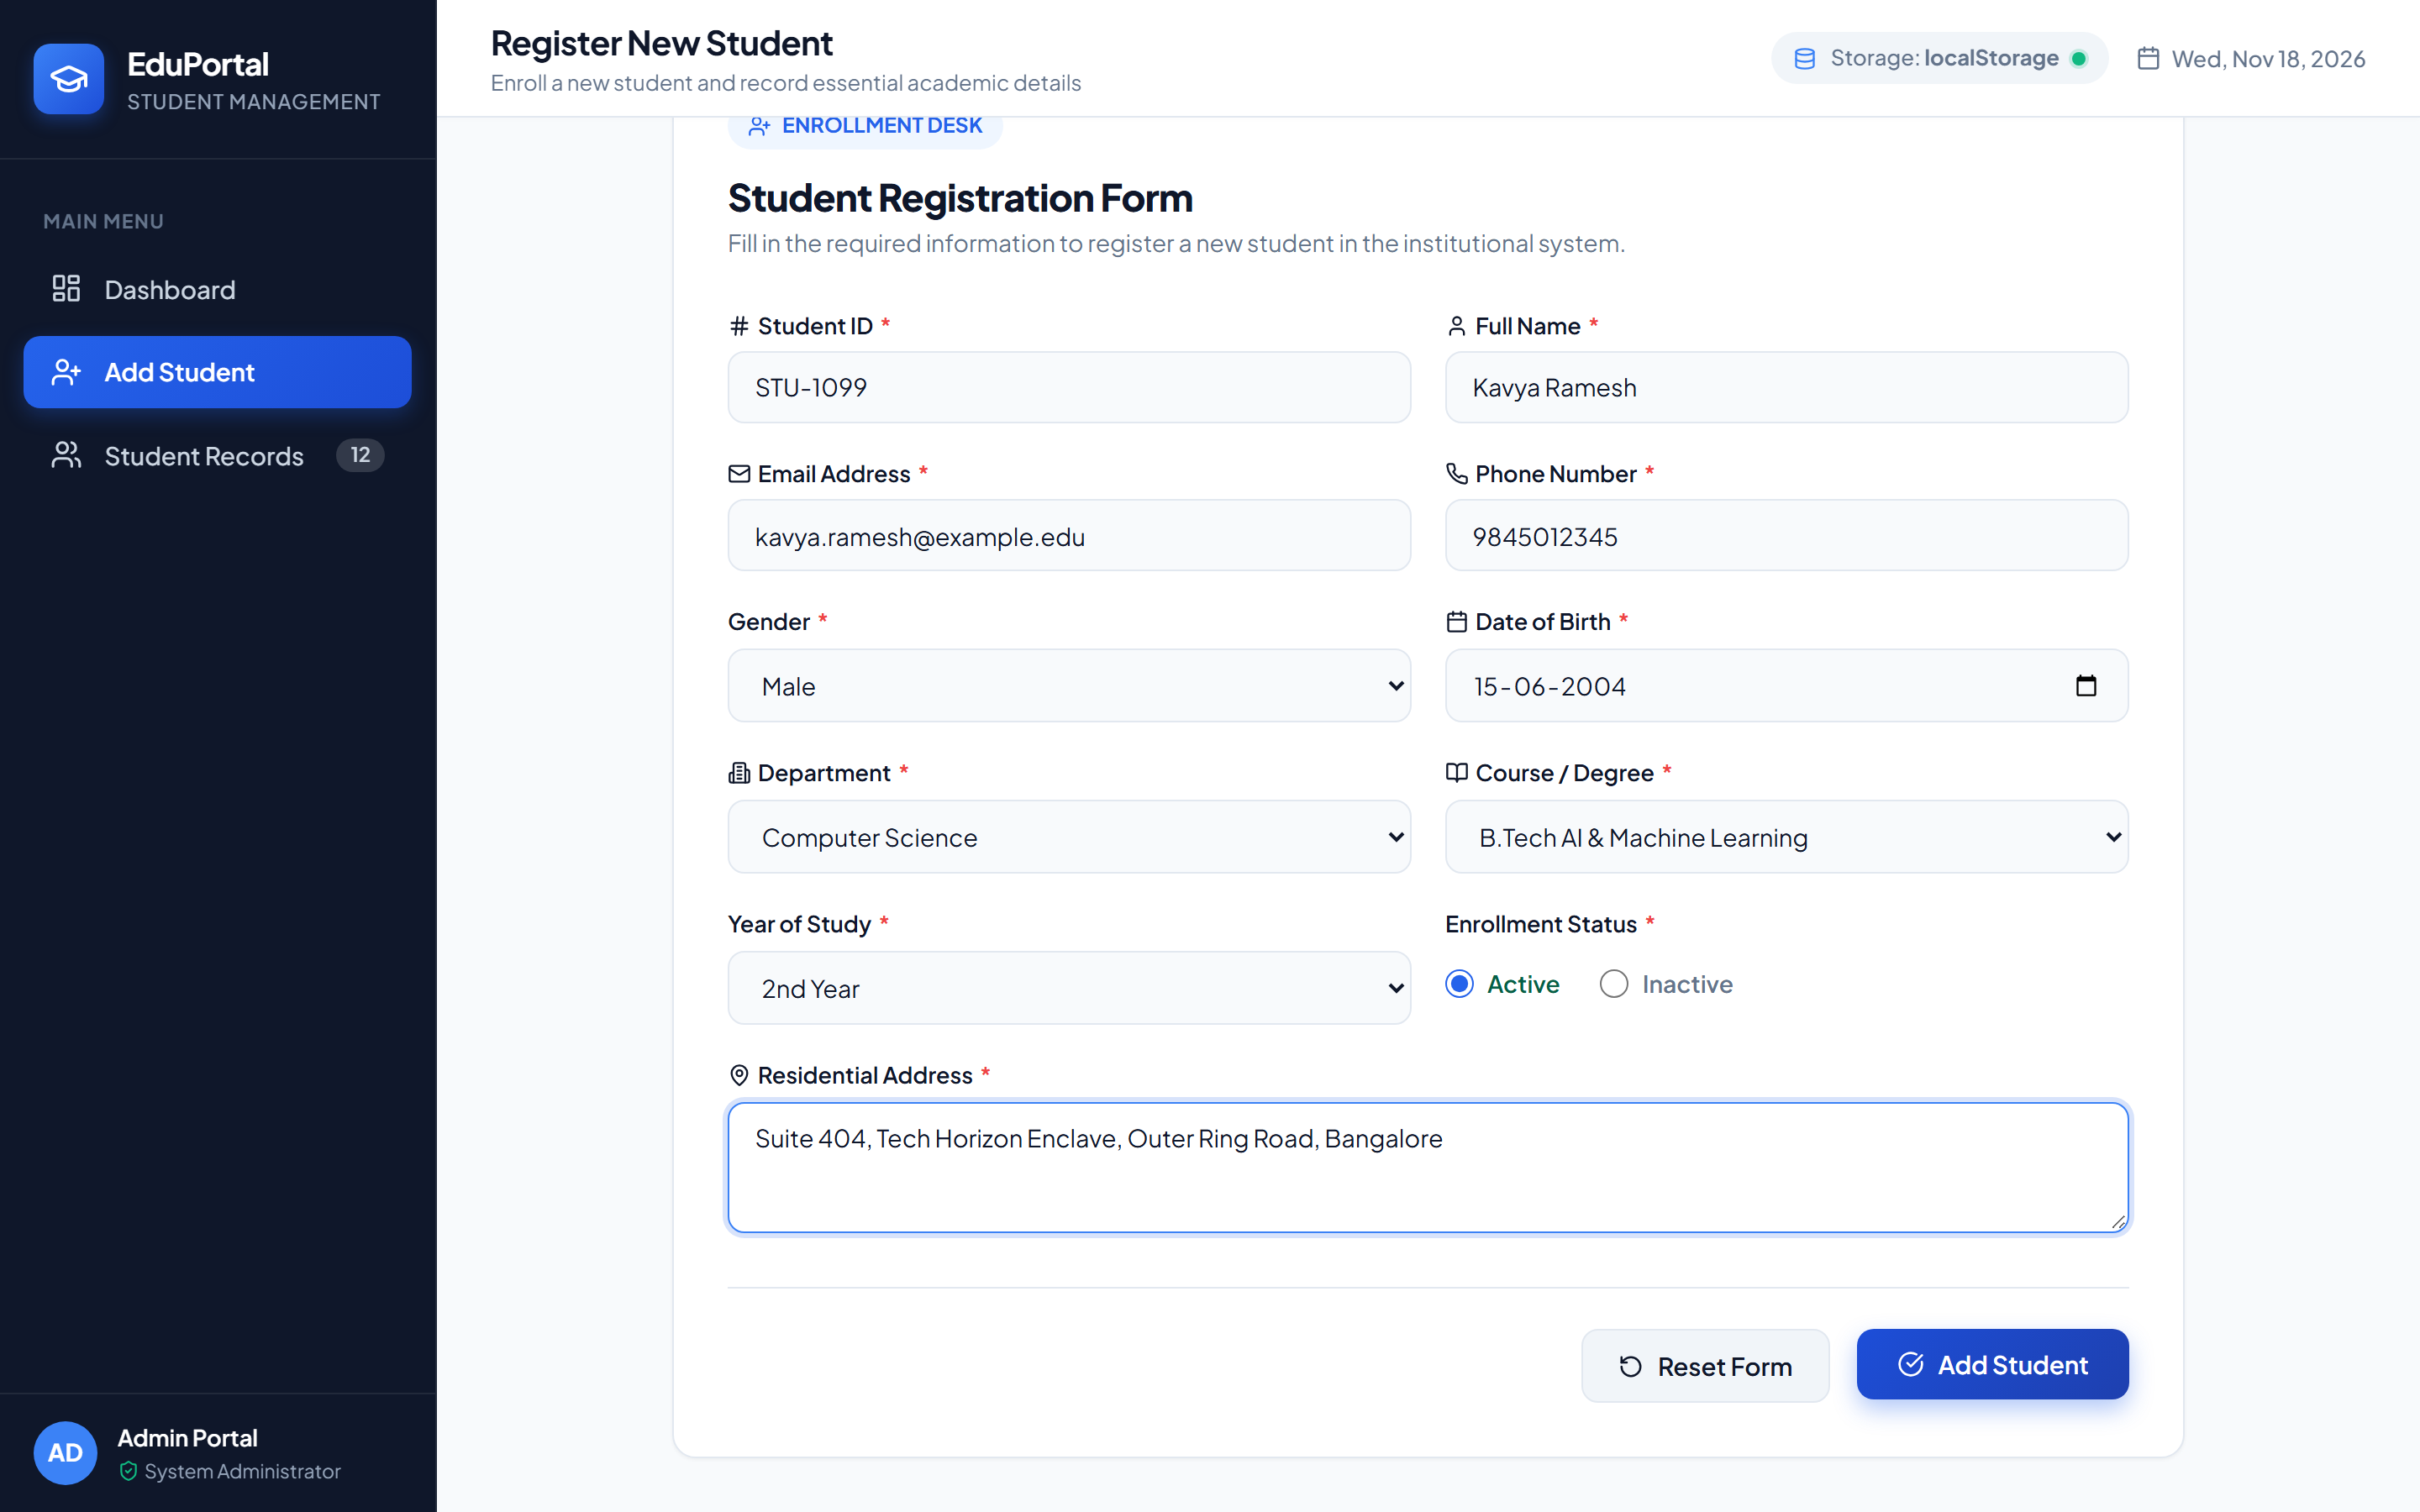 EduPortal
STUDENT MANAGEMENT
MAIN MENU
Dashboard
Add Student
Student Records 12
AD
Admin Portal
System Administrator
Register New Student
Enroll a new student and record essential academic details
Storage: localStorage
Wed, Nov 18, 2026
ENROLLMENT DESK
Student Registration Form
Fill in the required information to register a new student in the institutional system.
# Student ID *
STU-1099
Full Name *
Kavya Ramesh
Email Address *
kavya.ramesh@example.edu
Phone Number *
9845012345
Gender *
Male
Date of Birth *
15-06-2004
Department *
Computer Science
Course / Degree *
B.Tech AI & Machine Learning
Year of Study *
2nd Year
Enrollment Status *
Active Inactive
Residential Address *
Suite 404, Tech Horizon Enclave, Outer Ring Road, Bangalore
Reset Form
Add Student